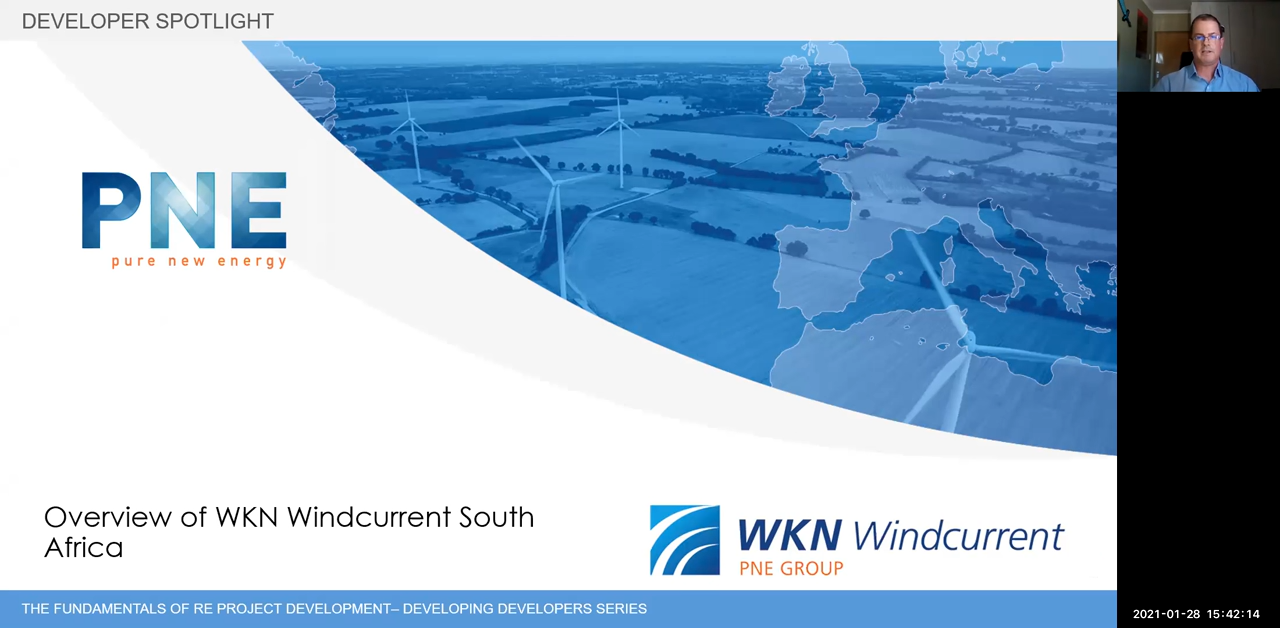 DEVELOPER SPOTLIGHT
PNE
pure new energy
Overview of WKN Windcurrent South
Africa
WKN Windcurrent
PNE GROUP
THE FUNDAMENTALS OF RE PROJECT DEVELOPMENT– DEVELOPING DEVELOPERS SERIES
2021-01-28 15:42:14